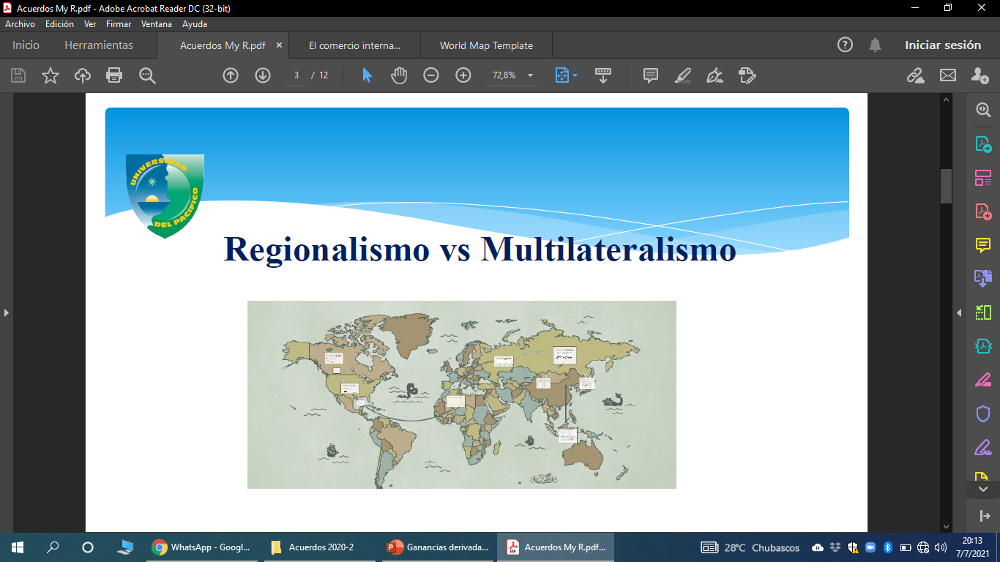 Acuerdos My R.pdf - Adobe Acrobat Reader DC (32-bit)
Archivo Edición Ver Firmar Ventana Ayuda
Inicio Herramientas Acuerdos My R.pdf El comercio interna... World Map Template Iniciar sesión
3 / 12 72,8%
UNIVERSIDAD
DEL PACIFICO
Regionalismo vs Multilateralismo
WhatsApp - Googl... Acuerdos 2020-2 Ganancias derivada... Acuerdos My R.pdf... 28°C Chubascos
20:13
7/7/2021